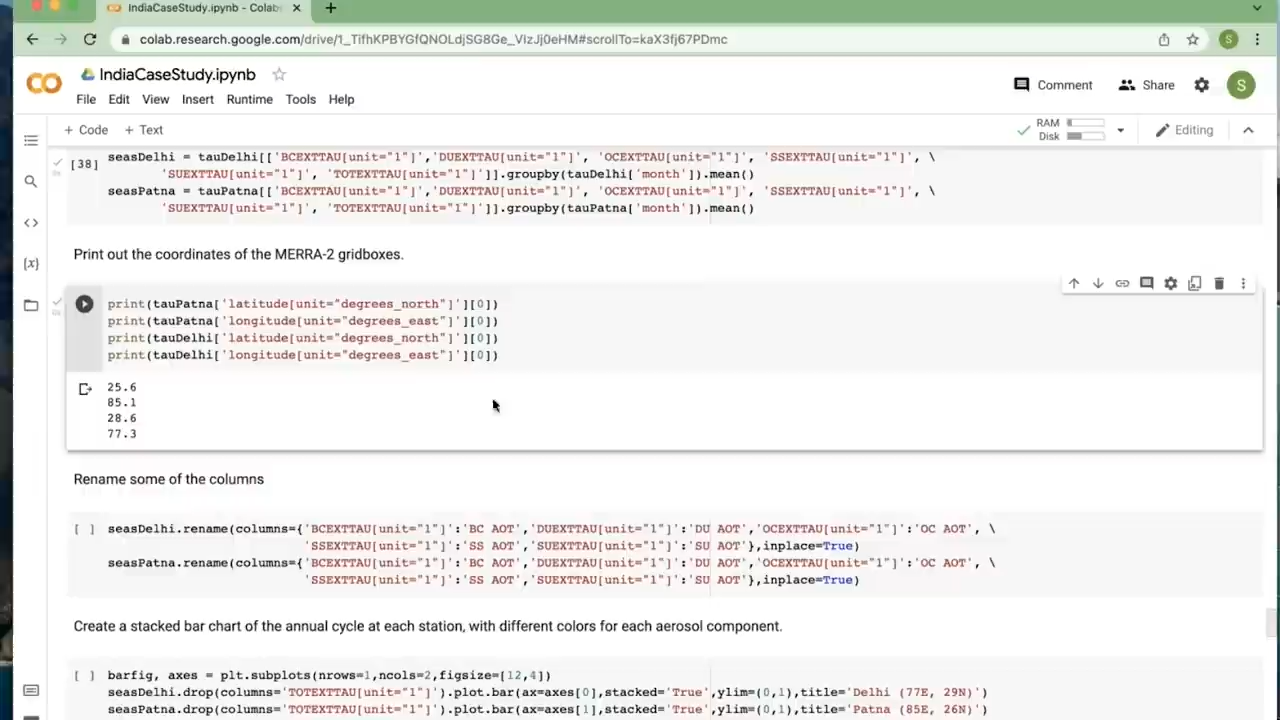 IndiaCaseStudy.ipynb - Colab
colab.research.google.com/drive/1_TifhKPBYGfQNOLdjSG8Ge_VizJj0eHM#scrollTo=kaX3fj67PDmc
S
IndiaCaseStudy.ipynb
Comment
Share
S
File Edit View Insert Runtime Tools Help
+ Code + Text
RAM
Disk
Editing
[38] seasDelhi = tauDelhi[['BCEXTTAU[unit="1"]','DUEXTTAU[unit="1"]', 'OCEXTTAU[unit="1"]', 'SSEXTTAU[unit="1"]', \
'SUEXTTAU[unit="1"]', 'TOTEXTTAU[unit="1"]']].groupby(tauDelhi['month']).mean()
seasPatna = tauPatna[['BCEXTTAU[unit="1"]','DUEXTTAU[unit="1"]', 'OCEXTTAU[unit="1"]', 'SSEXTTAU[unit="1"]', \
'SUEXTTAU[unit="1"]', 'TOTEXTTAU[unit="1"]']].groupby(tauPatna['month']).mean()
Print out the coordinates of the MERRA-2 gridboxes.
print(tauPatna['latitude[unit="degrees_north"]'][0])
print(tauPatna['longitude[unit="degrees_east"]'][0])
print(tauDelhi['latitude[unit="degrees_north"]'][0])
print(tauDelhi['longitude[unit="degrees_east"]'][0])
25.6
85.1
28.6
77.3
Rename some of the columns
[ ] seasDelhi.rename(columns={'BCEXTTAU[unit="1"]':'BC AOT','DUEXTTAU[unit="1"]':'DU AOT','OCEXTTAU[unit="1"]':'OC AOT', \
'SSEXTTAU[unit="1"]':'SS AOT','SUEXTTAU[unit="1"]':'SU AOT'},inplace=True)
seasPatna.rename(columns={'BCEXTTAU[unit="1"]':'BC AOT','DUEXTTAU[unit="1"]':'DU AOT','OCEXTTAU[unit="1"]':'OC AOT', \
'SSEXTTAU[unit="1"]':'SS AOT','SUEXTTAU[unit="1"]':'SU AOT'},inplace=True)
Create a stacked bar chart of the annual cycle at each station, with different colors for each aerosol component.
[ ] barfig, axes = plt.subplots(nrows=1,ncols=2,figsize=[12,4])
seasDelhi.drop(columns='TOTEXTTAU[unit="1"]').plot.bar(ax=axes[0],stacked='True',ylim=(0,1),title='Delhi (77E, 29N)')
seasPatna.drop(columns='TOTEXTTAU[unit="1"]').plot.bar(ax=axes[1],stacked='True',ylim=(0,1),title='Patna (85E, 26N)')